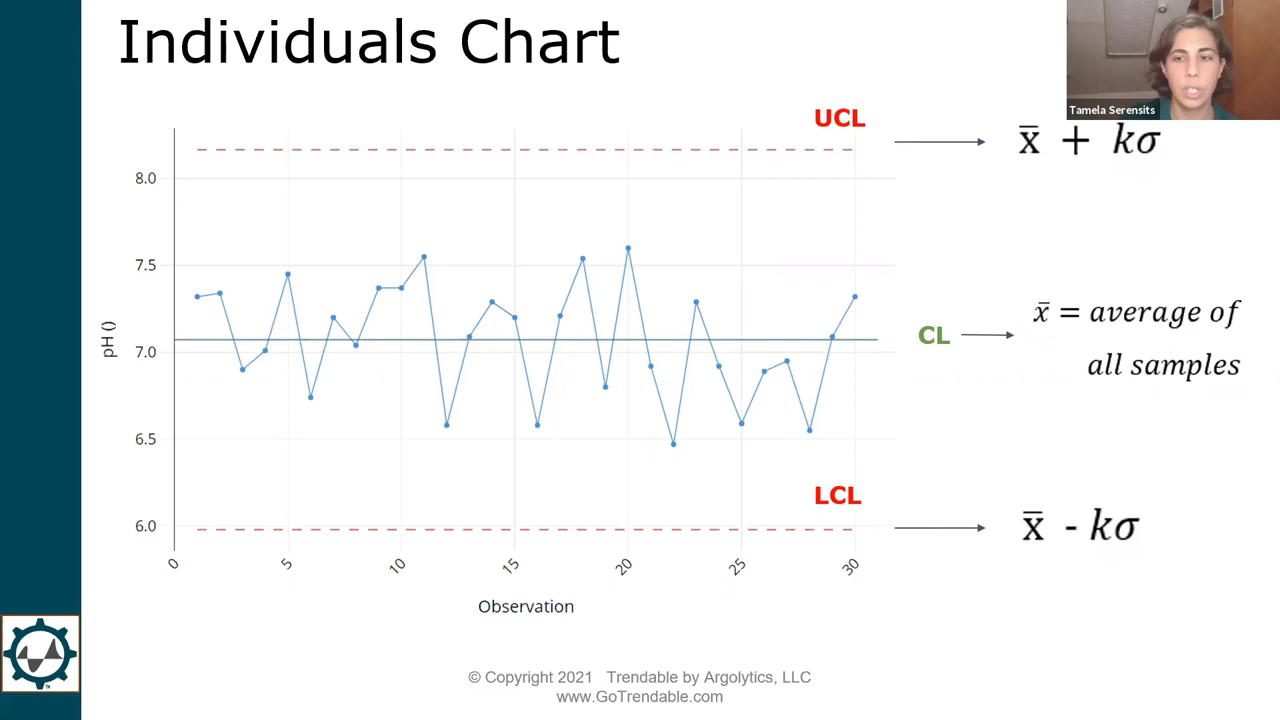 Individuals Chart
Tamela Serensits
UCL
x̄ + kσ
8.0
7.5
7.0
6.5
6.0
pH ()
CL
x̄ = average of
all samples
LCL
x̄ - kσ
0 5 10 15 20 25 30
Observation
© Copyright 2021 Trendable by Argolytics, LLC
www.GoTrendable.com